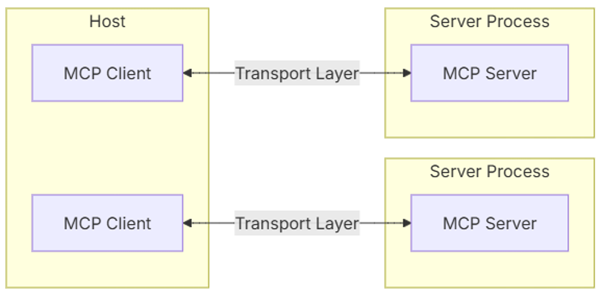 Host
Server Process
MCP Client
Transport Layer
MCP Server
Server Process
MCP Client
Transport Layer
MCP Server